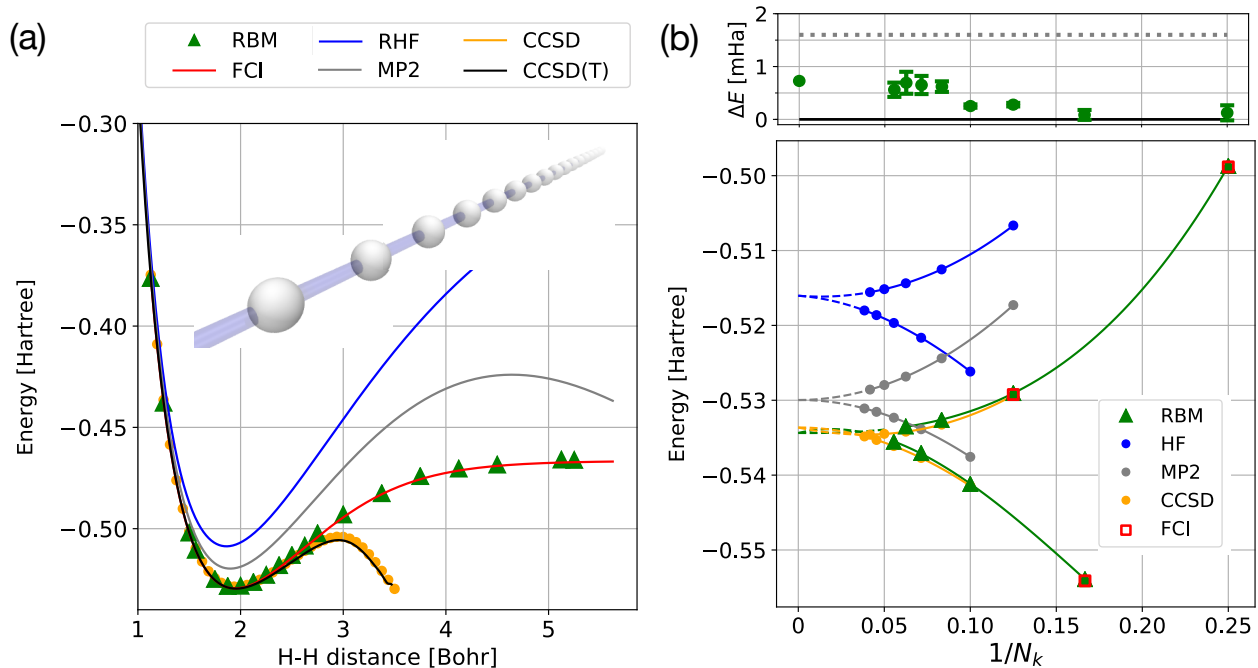 (a)
RBM RHF CCSD
FCI MP2 CCSD(T)
−0.30
−0.35
−0.40
−0.45
−0.50
Energy [Hartree]
1 2 3 4 5
H-H distance [Bohr]
(b)
2
1
0
ΔE [mHa]
−0.50
−0.51
−0.52
−0.53
−0.54
−0.55
Energy [Hartree]
RBM
HF
MP2
CCSD
FCI
0 0.05 0.10 0.15 0.20 0.25
1/Nk